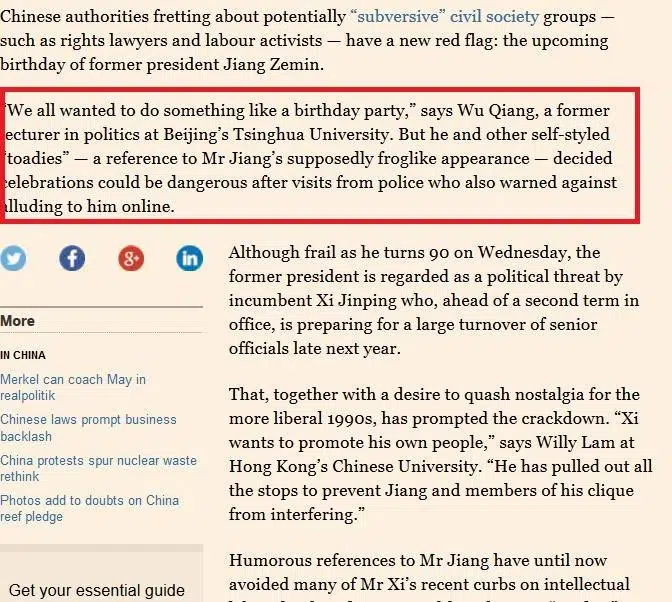 Chinese authorities fretting about potentially “subversive” civil society groups —
such as rights lawyers and labour activists — have a new red flag: the upcoming
birthday of former president Jiang Zemin.
“We all wanted to do something like a birthday party,” says Wu Qiang, a former
lecturer in politics at Beijing’s Tsinghua University. But he and other self-styled
“toadies” — a reference to Mr Jiang’s supposedly froglike appearance — decided
celebrations could be dangerous after visits from police who also warned against
alluding to him online.
Although frail as he turns 90 on Wednesday, the
former president is regarded as a political threat by
incumbent Xi Jinping who, ahead of a second term in
office, is preparing for a large turnover of senior
officials late next year.
That, together with a desire to quash nostalgia for the
more liberal 1990s, has prompted the crackdown. “Xi
wants to promote his own people,” says Willy Lam at
Hong Kong’s Chinese University. “He has pulled out all
the stops to prevent Jiang and members of his clique
from interfering.”
Humorous references to Mr Jiang have until now
avoided many of Mr Xi’s recent curbs on intellectual
f
g+
in
More
IN CHINA
Merkel can coach May in
realpolitik
Chinese laws prompt business
backlash
China protests spur nuclear waste
rethink
Photos add to doubts on China
reef pledge
Get your essential guide